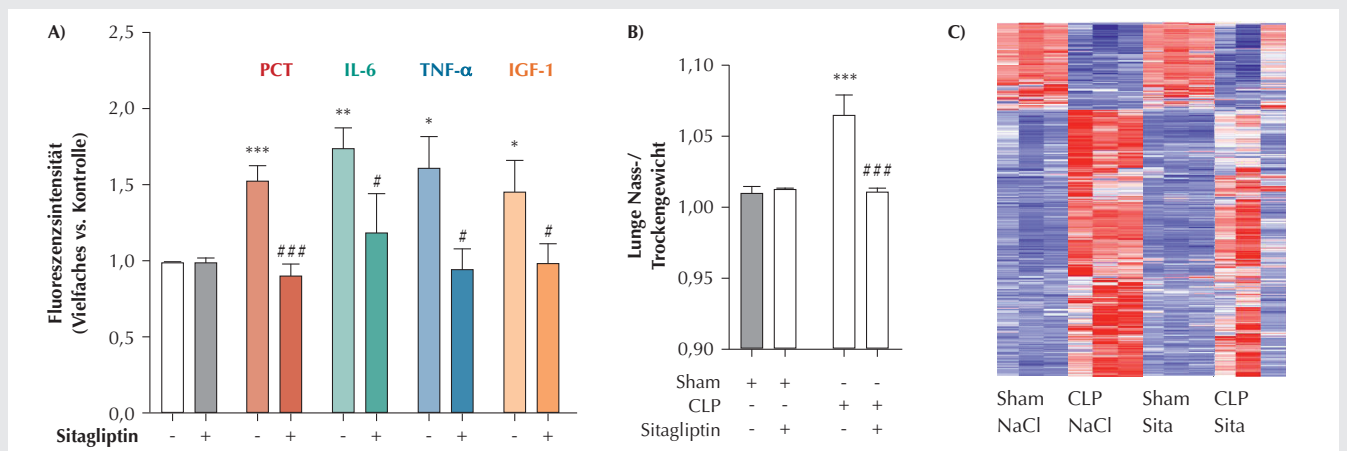 A)
2,5
2,0
1,5
1,0
0,5
0,0
Fluoreszenzsintensität
(Vielfaches vs. Kontrolle)
PCT
IL-6
TNF-α
IGF-1
***
###
**
#
*
#
*
#
Sitagliptin - + - + - + - + - +
B)
1,10
1,05
1,00
0,95
0,90
Lunge Nass-/
Trockengewicht
***
###
Sham + + - -
CLP - - + +
Sitagliptin - + - +
C)
Sham CLP Sham CLP
NaCl NaCl Sita Sita